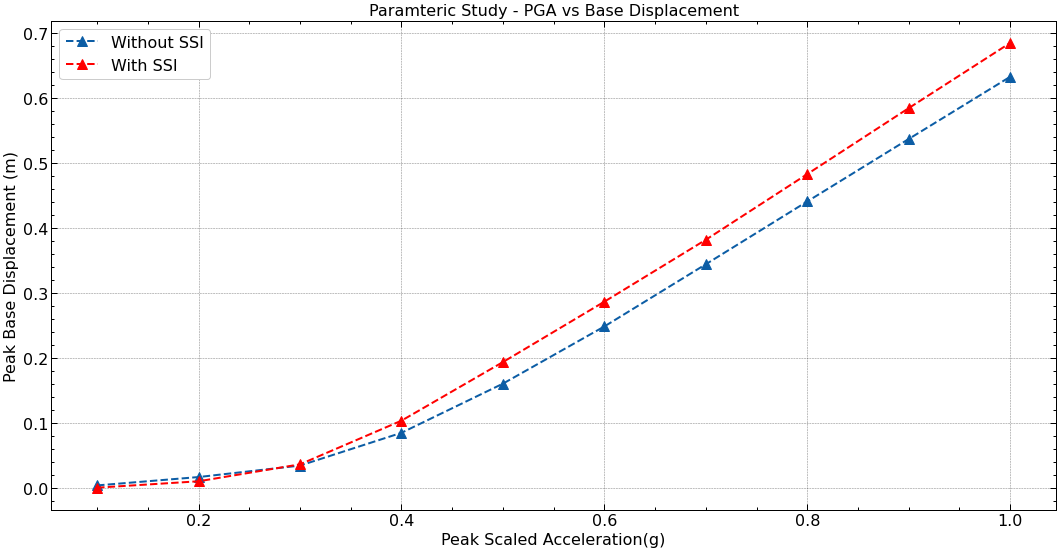 Paramteric Study - PGA vs Base Displacement
Without SSI
With SSI
Peak Base Displacement (m)
0.7
0.6
0.5
0.4
0.3
0.2
0.1
0.0
0.2 0.4 0.6 0.8 1.0
Peak Scaled Acceleration(g)